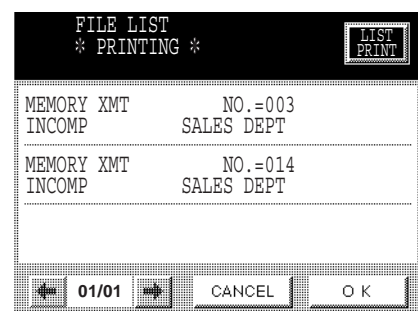 FILE LIST
※ PRINTING ※
LIST
PRINT
MEMORY XMT NO.=003
INCOMP SALES DEPT
MEMORY XMT NO.=014
INCOMP SALES DEPT
01/01 CANCEL O K